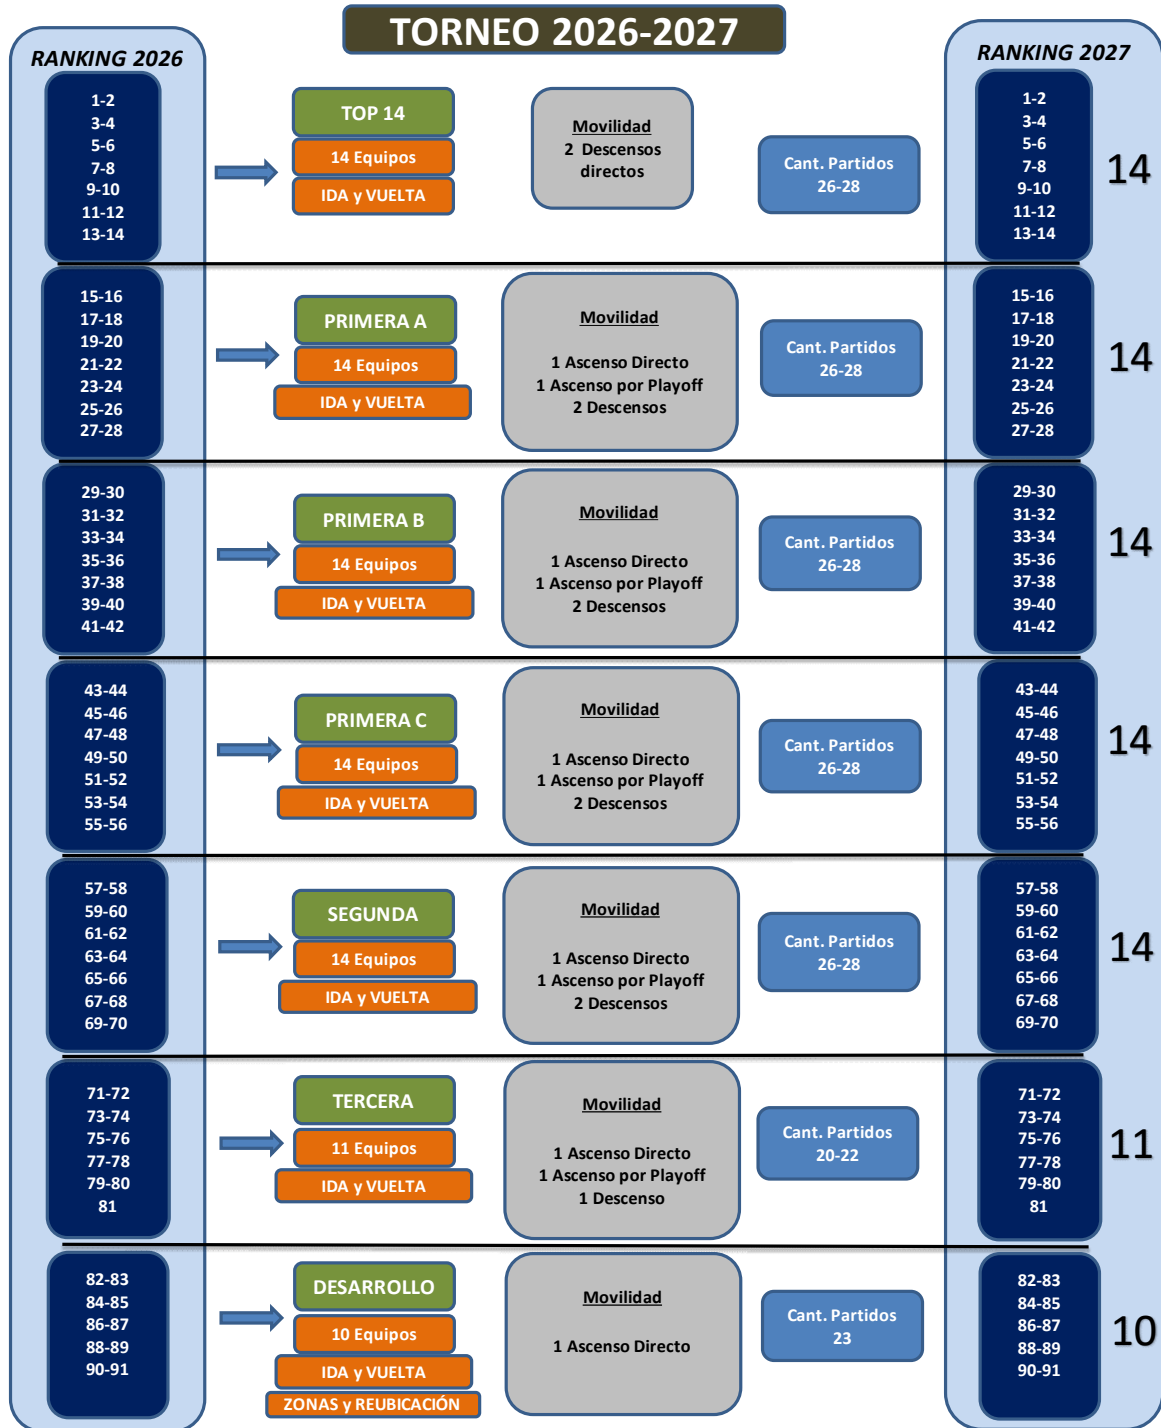 TORNEO 2026-2027
RANKING 2026
RANKING 2027
1-2
3-4
5-6
7-8
9-10
11-12
13-14
TOP 14
14 Equipos
IDA y VUELTA
Movilidad
2 Descensos
directos
Cant. Partidos
26-28
1-2
3-4
5-6
7-8
9-10
11-12
13-14
14
15-16
17-18
19-20
21-22
23-24
25-26
27-28
PRIMERA A
14 Equipos
IDA y VUELTA
Movilidad
1 Ascenso Directo
1 Ascenso por Playoff
2 Descensos
Cant. Partidos
26-28
15-16
17-18
19-20
21-22
23-24
25-26
27-28
14
29-30
31-32
33-34
35-36
37-38
39-40
41-42
PRIMERA B
14 Equipos
IDA y VUELTA
Movilidad
1 Ascenso Directo
1 Ascenso por Playoff
2 Descensos
Cant. Partidos
26-28
29-30
31-32
33-34
35-36
37-38
39-40
41-42
14
43-44
45-46
47-48
49-50
51-52
53-54
55-56
PRIMERA C
14 Equipos
IDA y VUELTA
Movilidad
1 Ascenso Directo
1 Ascenso por Playoff
2 Descensos
Cant. Partidos
26-28
43-44
45-46
47-48
49-50
51-52
53-54
55-56
14
57-58
59-60
61-62
63-64
65-66
67-68
69-70
SEGUNDA
14 Equipos
IDA y VUELTA
Movilidad
1 Ascenso Directo
1 Ascenso por Playoff
2 Descensos
Cant. Partidos
26-28
57-58
59-60
61-62
63-64
65-66
67-68
69-70
14
71-72
73-74
75-76
77-78
79-80
81
TERCERA
11 Equipos
IDA y VUELTA
Movilidad
1 Ascenso Directo
1 Ascenso por Playoff
1 Descenso
Cant. Partidos
20-22
71-72
73-74
75-76
77-78
79-80
81
11
82-83
84-85
86-87
88-89
90-91
DESARROLLO
10 Equipos
IDA y VUELTA
ZONAS y REUBICACIÓN
Movilidad
1 Ascenso Directo
Cant. Partidos
23
82-83
84-85
86-87
88-89
90-91
10